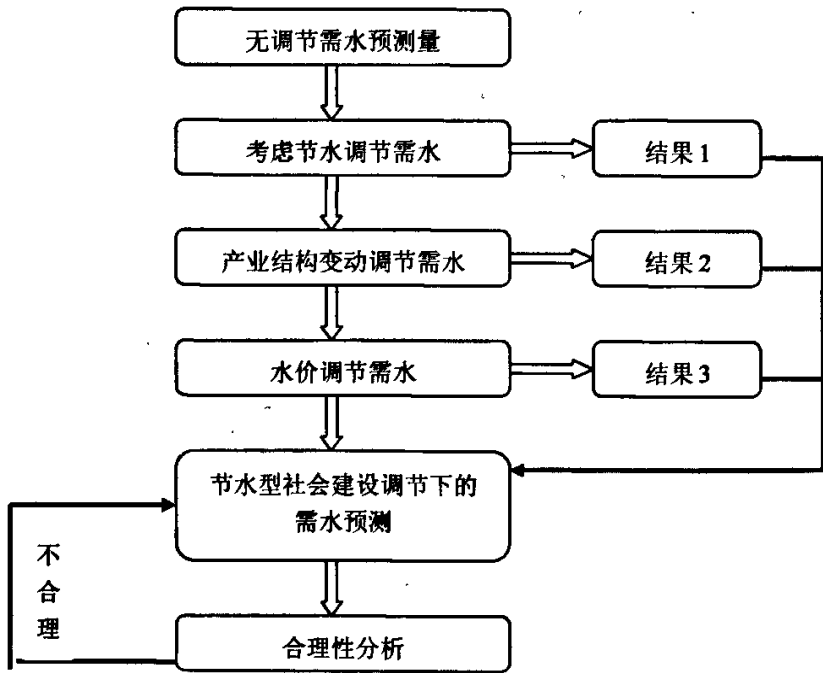 无调节需水预测量
考虑节水调节需水
结果1
产业结构变动调节需水
结果2
水价调节需水
结果3
节水型社会建设调节下的
需水预测
不
合
理
合理性分析